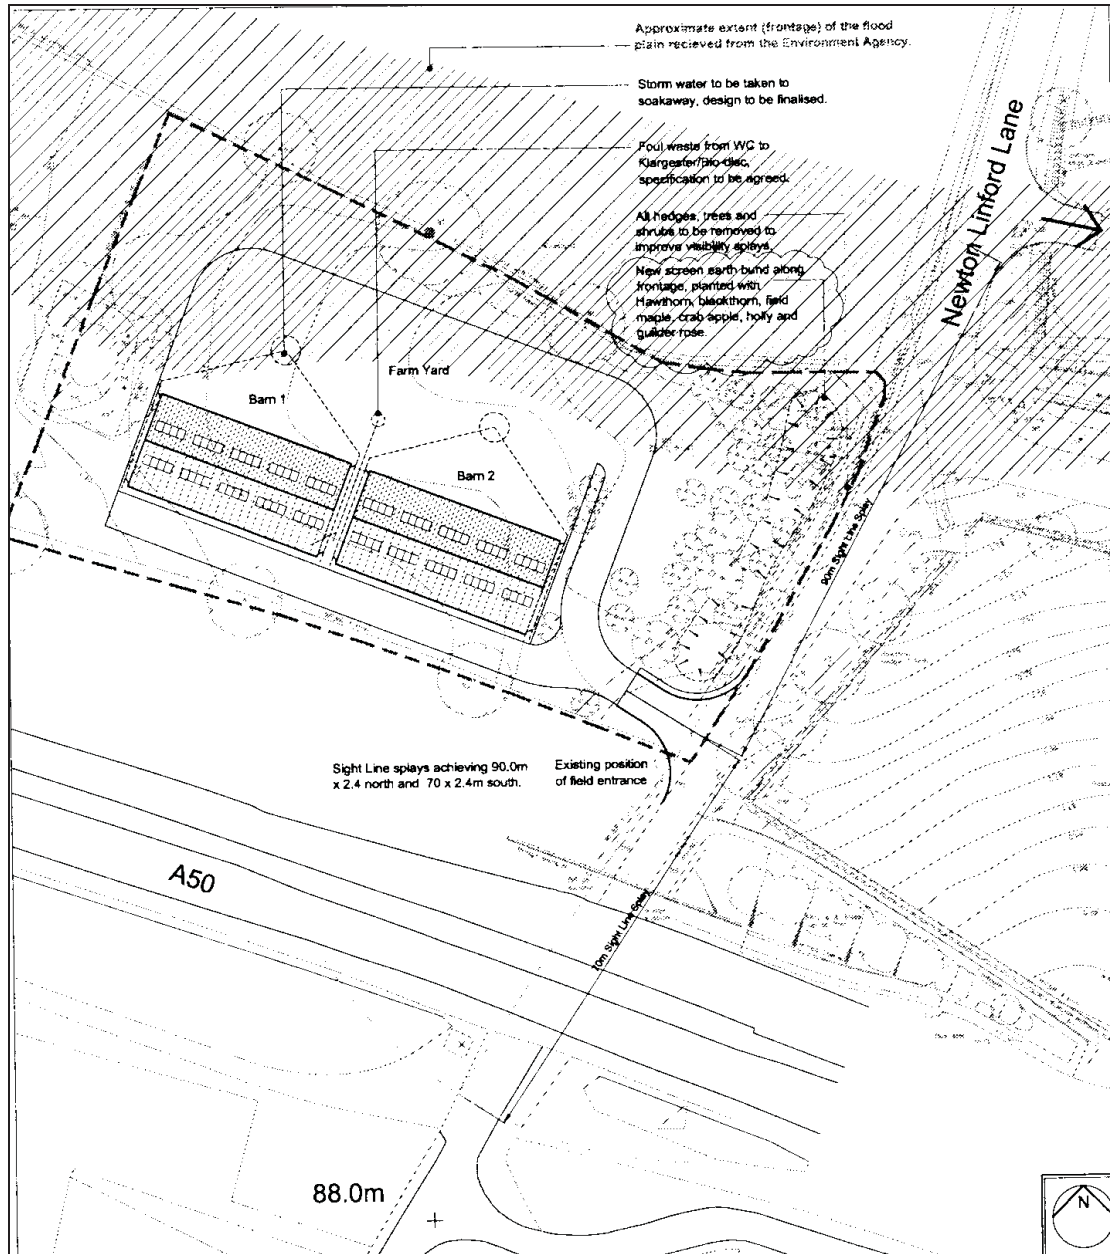 Approximate extent (frontage) of the flood
plain recieved from the Environment Agency.
Storm water to be taken to
soakaway, design to be finalised.
Foul waste from WC to
Klargester/Bio-disc,
specification to be agreed.
All hedges, trees and
shrubs to be removed to
improve visibility splays.
New screen earth bund along
frontage, planted with
Hawthorn, blackthorn, field
maple, crab apple, holly and
guilder rose.
Newton Linford Lane
Farm Yard
Barn 1
Barn 2
90m Sight Line Splay
Sight Line splays achieving 90.0m
x 2.4 north and 70 x 2.4m south.
Existing position
of field entrance
A50
70m Sight Line Splay
88.0m
N